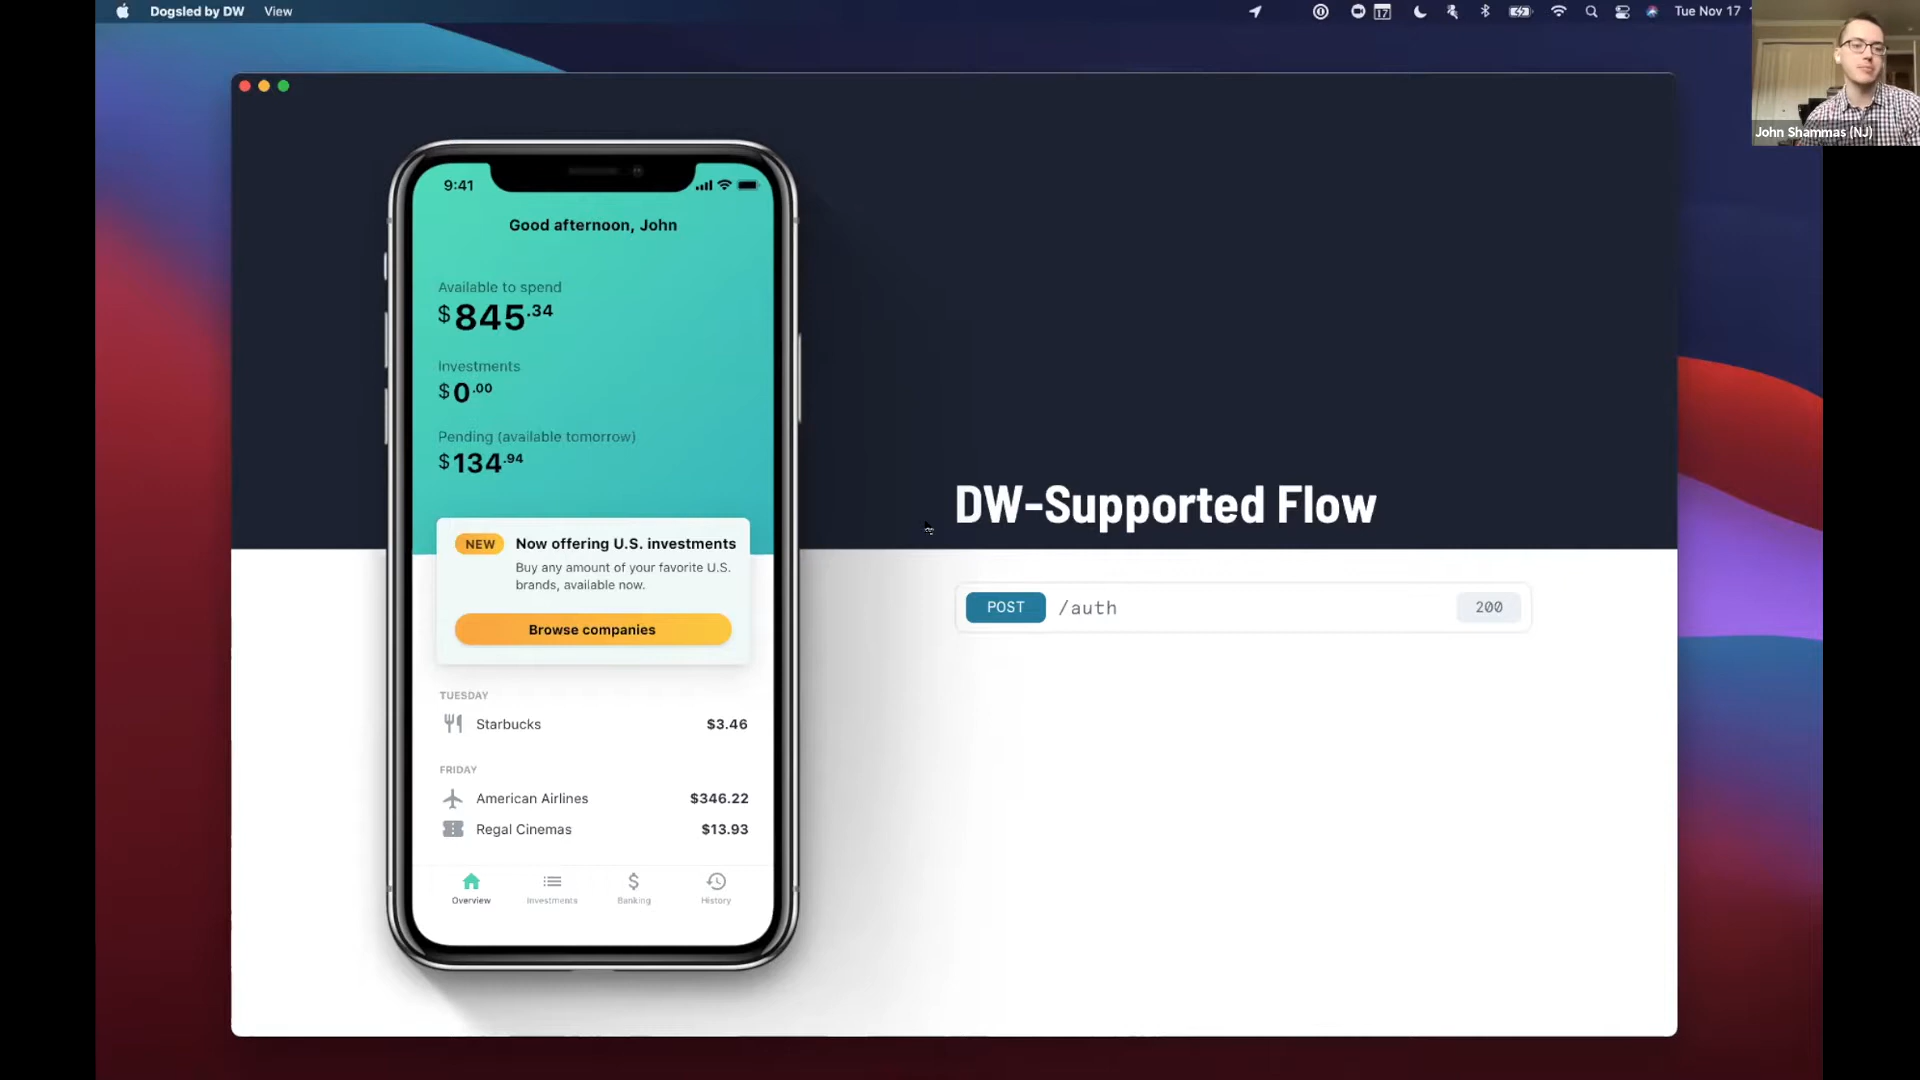 Dogsled by DW View
17 Tue Nov 17
John Shammas (NJ)
9:41
Good afternoon, John
Available to spend
$845.34
Investments
$0.00
Pending (available tomorrow)
$134.94
NEW Now offering U.S. investments
Buy any amount of your favorite U.S.
brands, available now.
Browse companies
TUESDAY
Starbucks $3.46
FRIDAY
American Airlines $346.22
Regal Cinemas $13.93
Overview Investments Banking History
DW-Supported Flow
POST /auth 200